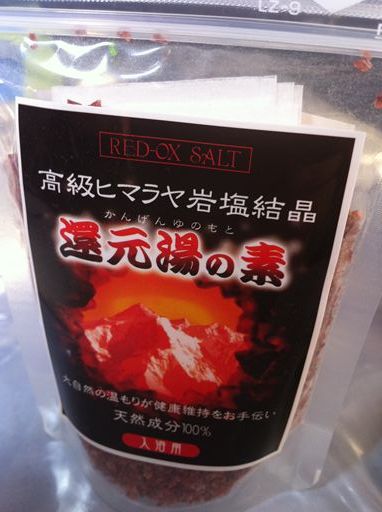 LZ-9
RED-OX SALT
高級ヒマラヤ岩塩結晶
かんげんゆのもと
還元湯の素
大自然の温もりが健康維持をお手伝い
天然成分100%
入浴用